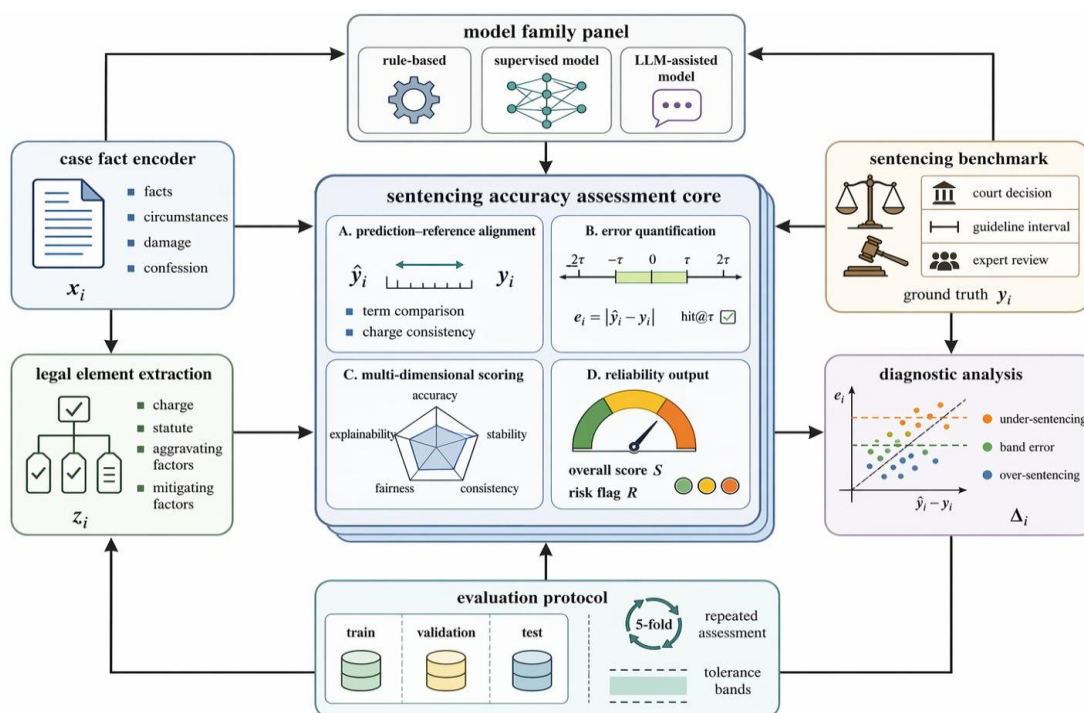 model family panel
rule-based
supervised model
LLM-assisted
model
case fact encoder
facts
circumstances
damage
confession
x_i
sentencing benchmark
court decision
guideline interval
expert review
ground truth y_i
sentencing accuracy assessment core
A. prediction–reference alignment
ŷ_i
y_i
term comparison
charge consistency
B. error quantification
−2τ
−τ
0
τ
2τ
e_i = |ŷ_i − y_i|
hit@τ
C. multi-dimensional scoring
accuracy
explainability
stability
fairness
consistency
D. reliability output
overall score S
risk flag R
legal element extraction
charge
statute
aggravating
factors
mitigating
factors
z_i
diagnostic analysis
e_i
under-sentencing
band error
over-sentencing
ŷ_i − y_i
Δ_i
evaluation protocol
train
validation
test
5-fold
repeated
assessment
tolerance
bands